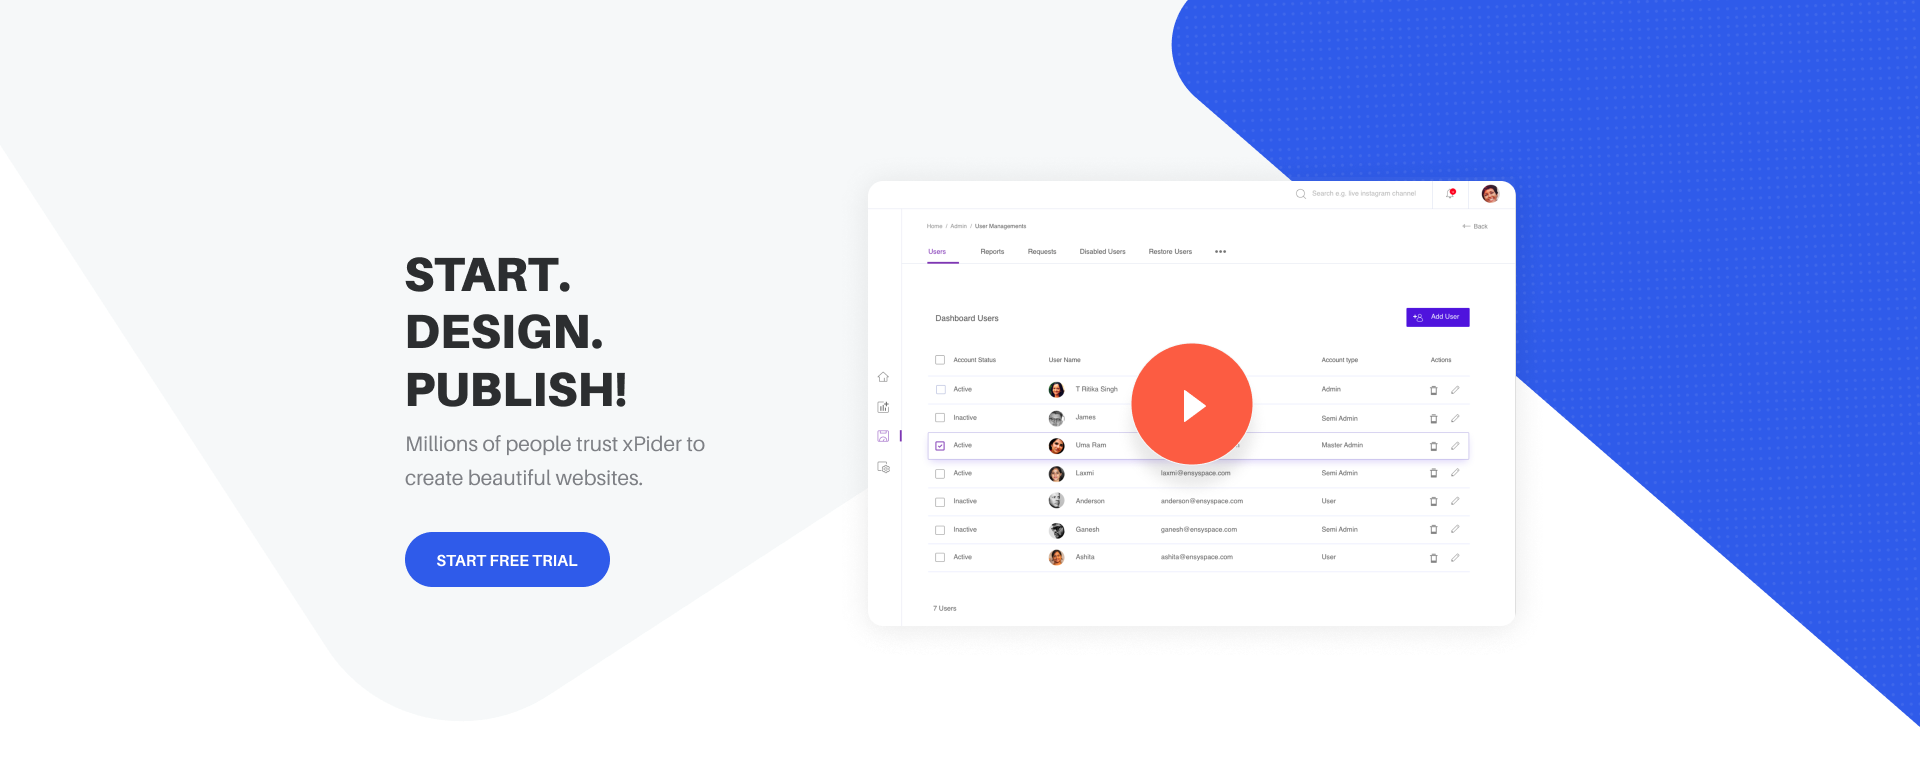 START.
DESIGN.
PUBLISH!
Millions of people trust xPider to
create beautiful websites.
START FREE TRIAL
Search e.g. live instagram channel
Home / Admin / User Managements
Back
Users Reports Requests Disabled Users Restore Users
Dashboard Users
Add User
Account Status User Name Account type Actions
Active T Ritika Singh Admin
Inactive James Semi Admin
Active Uma Ram Master Admin
Active Laxmi laxmi@ensyspace.com Semi Admin
Inactive Anderson anderson@ensyspace.com User
Inactive Ganesh ganesh@ensyspace.com Semi Admin
Active Ashita ashita@ensyspace.com User
7 Users